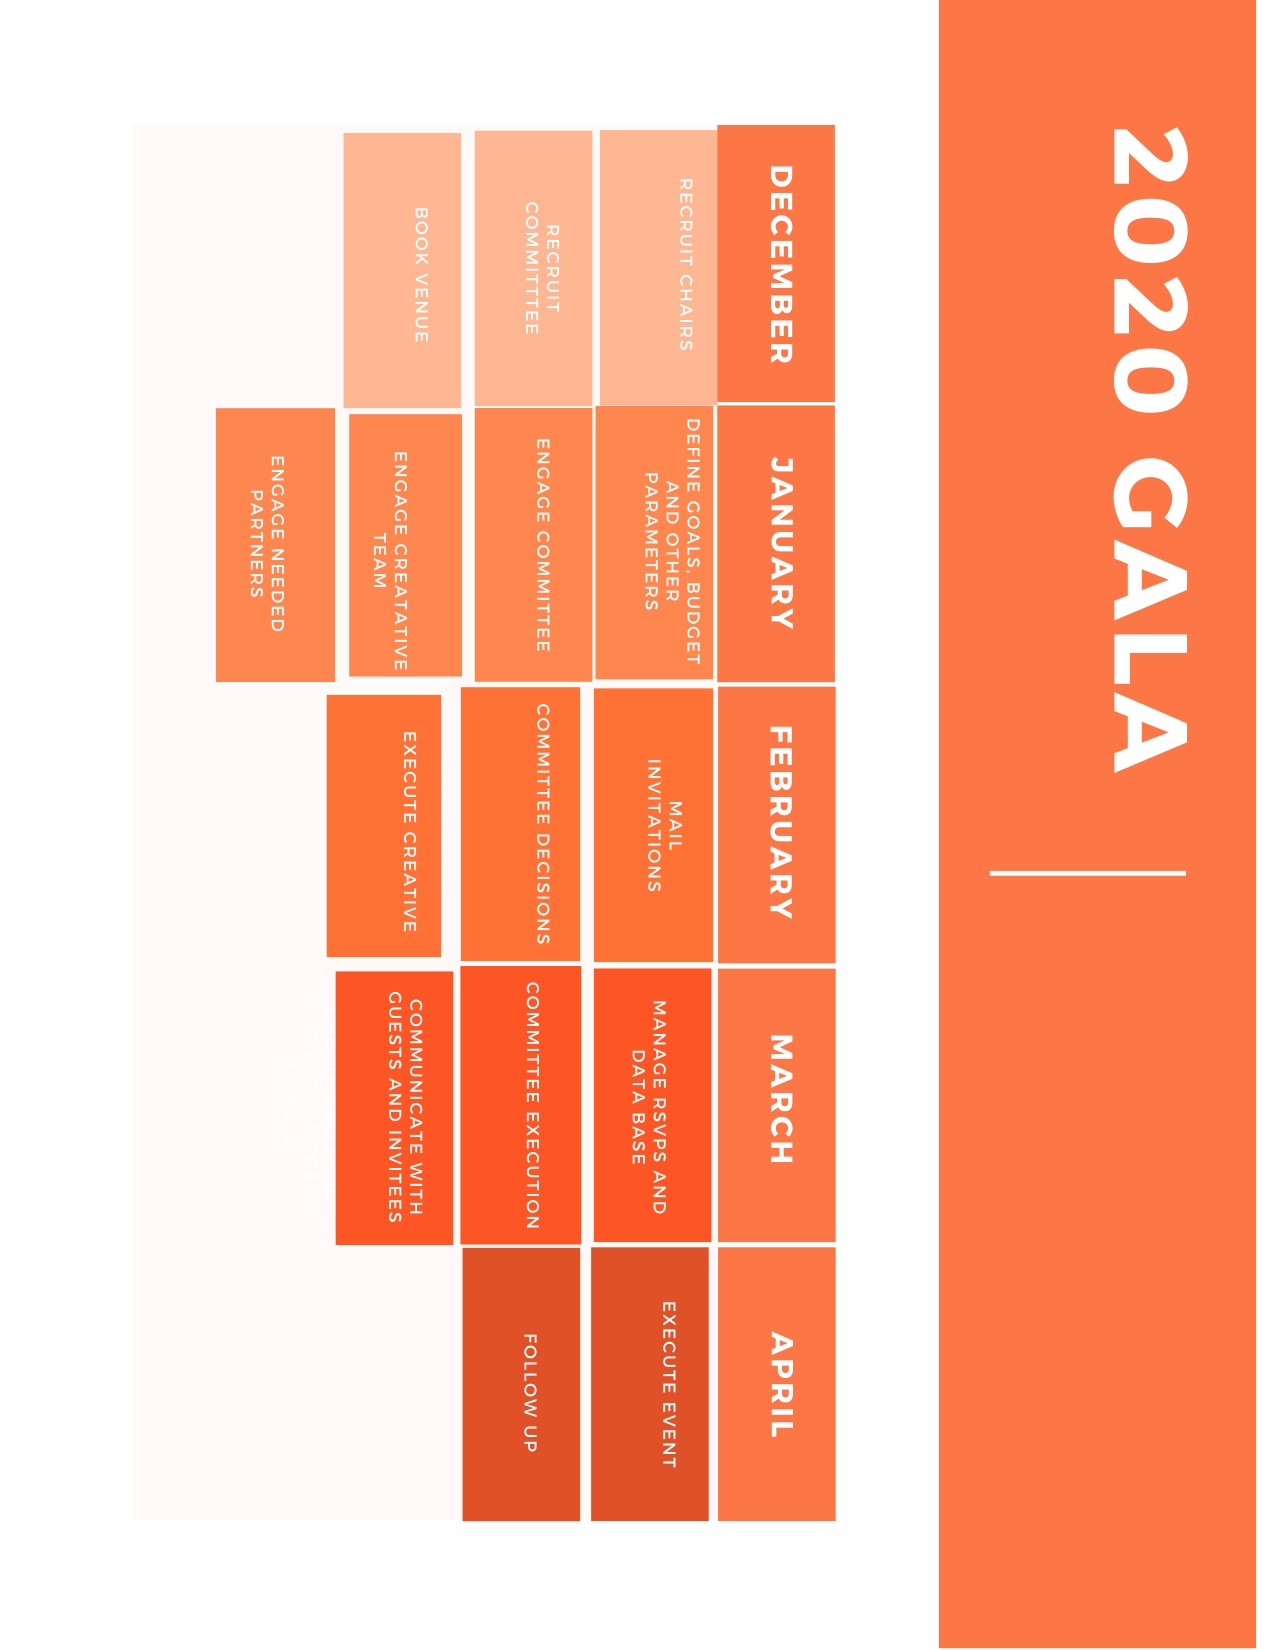 2020 GALA
DECEMBER
RECRUIT CHAIRS
RECRUIT
COMMITTEE
BOOK VENUE
JANUARY
DEFINE GOALS, BUDGET
AND OTHER
PARAMETERS
ENGAGE COMMITTEE
ENGAGE CREATATIVE
TEAM
ENGAGE NEEDED
PARTNERS
FEBRUARY
MAIL
INVITATIONS
COMMITTEE DECISIONS
EXECUTE CREATIVE
MARCH
MANAGE RSVPS AND
DATA BASE
COMMITTEE EXECUTION
COMMUNICATE WITH
GUESTS AND INVITEES
APRIL
EXECUTE EVENT
FOLLOW UP